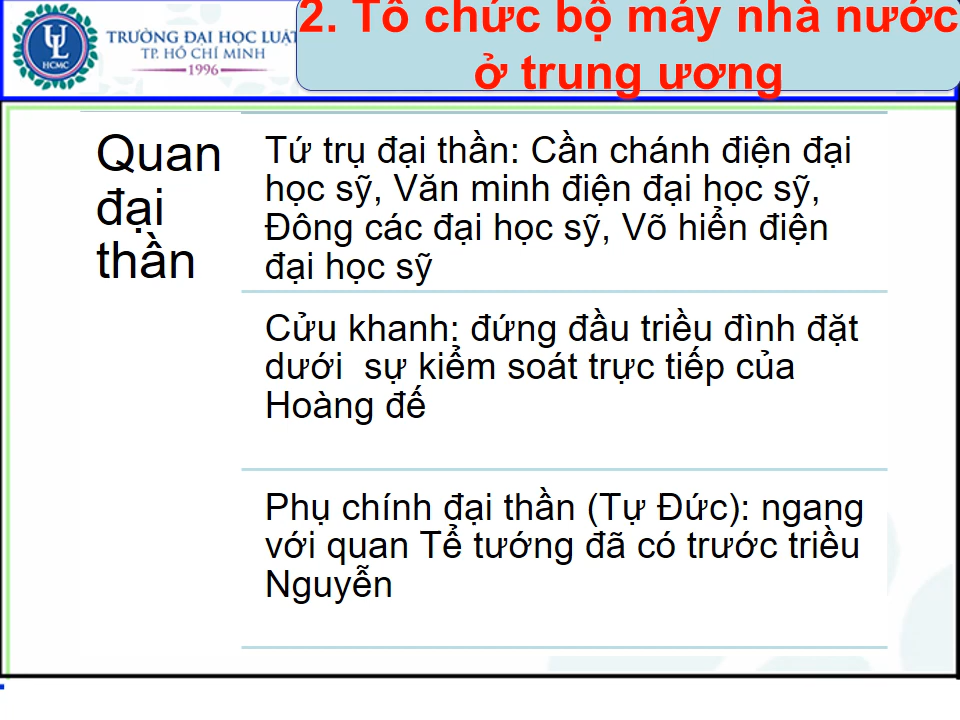 TRƯỜNG ĐẠI HỌC LUẬT
TP. HỒ CHÍ MINH
1996
HCMC
2. Tổ chức bộ máy nhà nước
ở trung ương
Quan
đại
thần
Tứ trụ đại thần: Cần chánh điện đại
học sỹ, Văn minh điện đại học sỹ,
Đông các đại học sỹ, Võ hiển điện
đại học sỹ
Cửu khanh: đứng đầu triều đình đặt
dưới  sự kiểm soát trực tiếp của
Hoàng đế
Phụ chính đại thần (Tự Đức): ngang
với quan Tể tướng đã có trước triều
Nguyễn